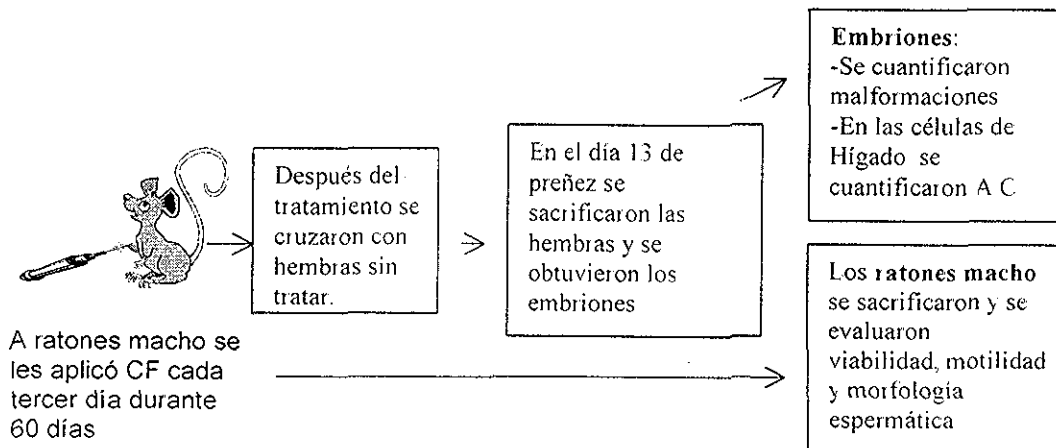 A ratones macho se
les aplicó CF cada
tercer día durante
60 días
Después del
tratamiento se
cruzaron con
hembras sin
tratar.
En el día 13 de
preñez se
sacrificaron las
hembras y se
obtuvieron los
embriones
Embriones:
-Se cuantificaron
malformaciones
-En las células de
Hígado se
cuantificaron A C
Los ratones macho
se sacrificaron y se
evaluaron
viabilidad, motilidad
y morfología
espermática